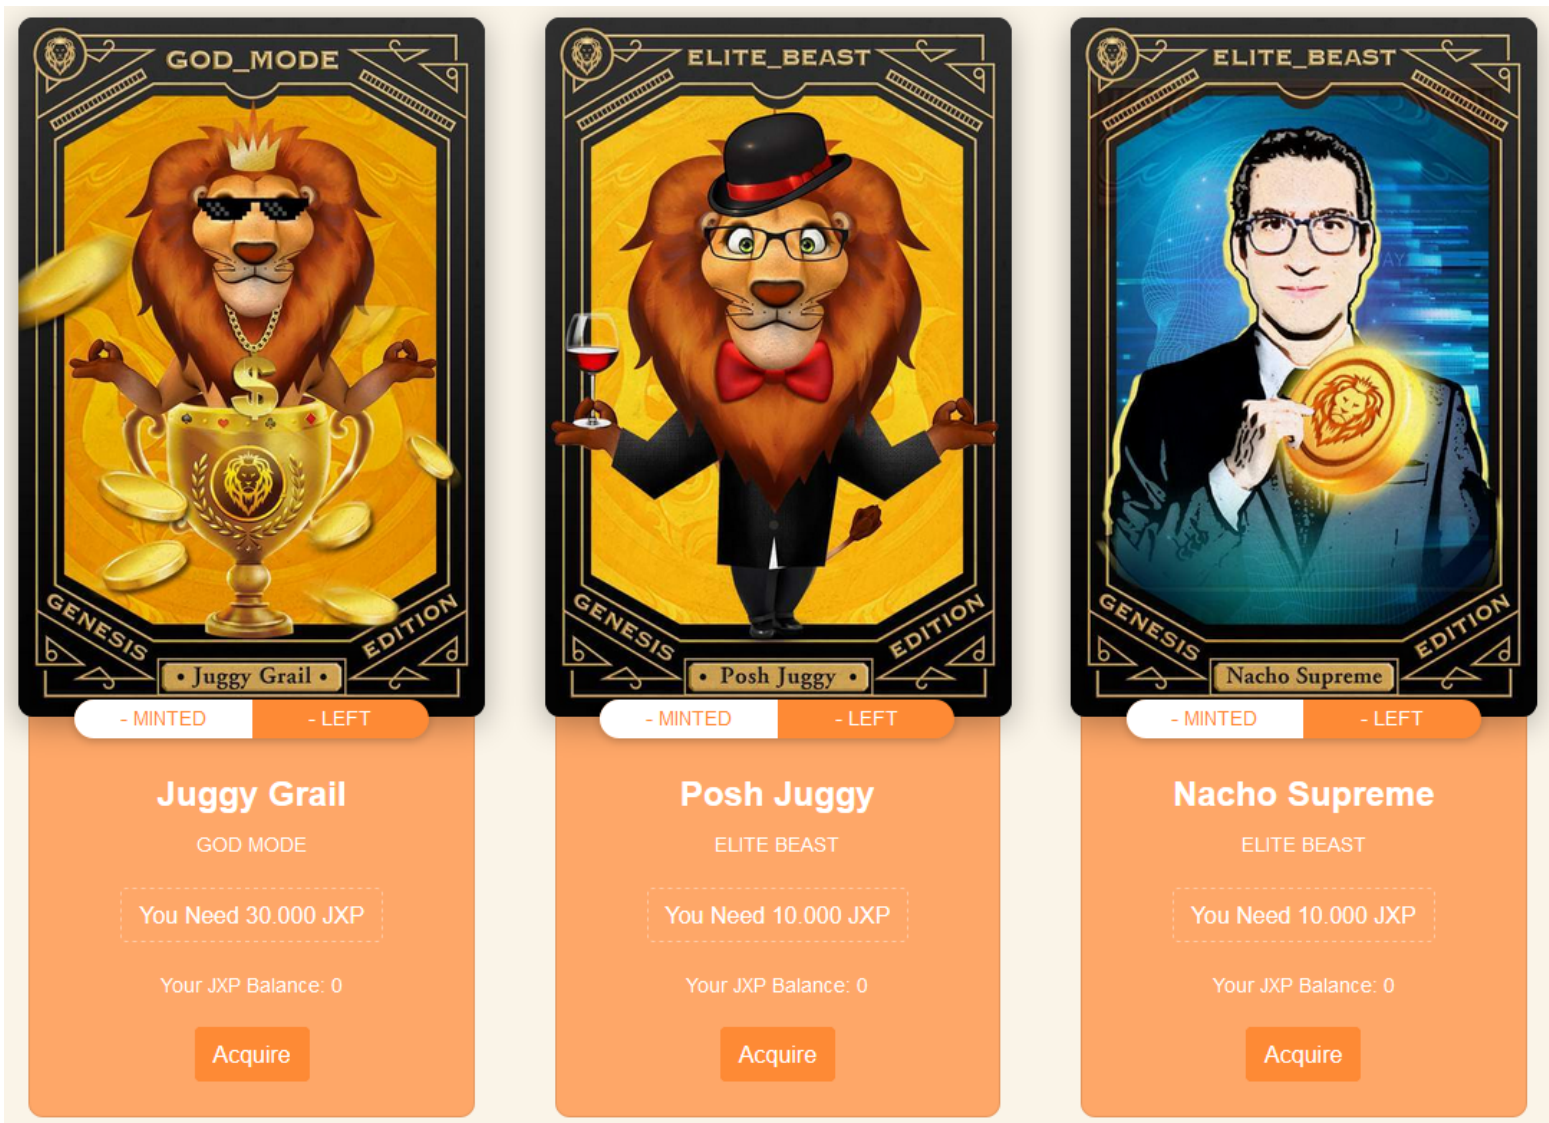 GOD_MODE
GENESIS
EDITION
• Juggy Grail •
- MINTED
- LEFT
Juggy Grail
GOD MODE
You Need 30.000 JXP
Your JXP Balance: 0
Acquire
ELITE_BEAST
GENESIS
EDITION
• Posh Juggy •
- MINTED
- LEFT
Posh Juggy
ELITE BEAST
You Need 10.000 JXP
Your JXP Balance: 0
Acquire
ELITE_BEAST
GENESIS
EDITION
Nacho Supreme
- MINTED
- LEFT
Nacho Supreme
ELITE BEAST
You Need 10.000 JXP
Your JXP Balance: 0
Acquire